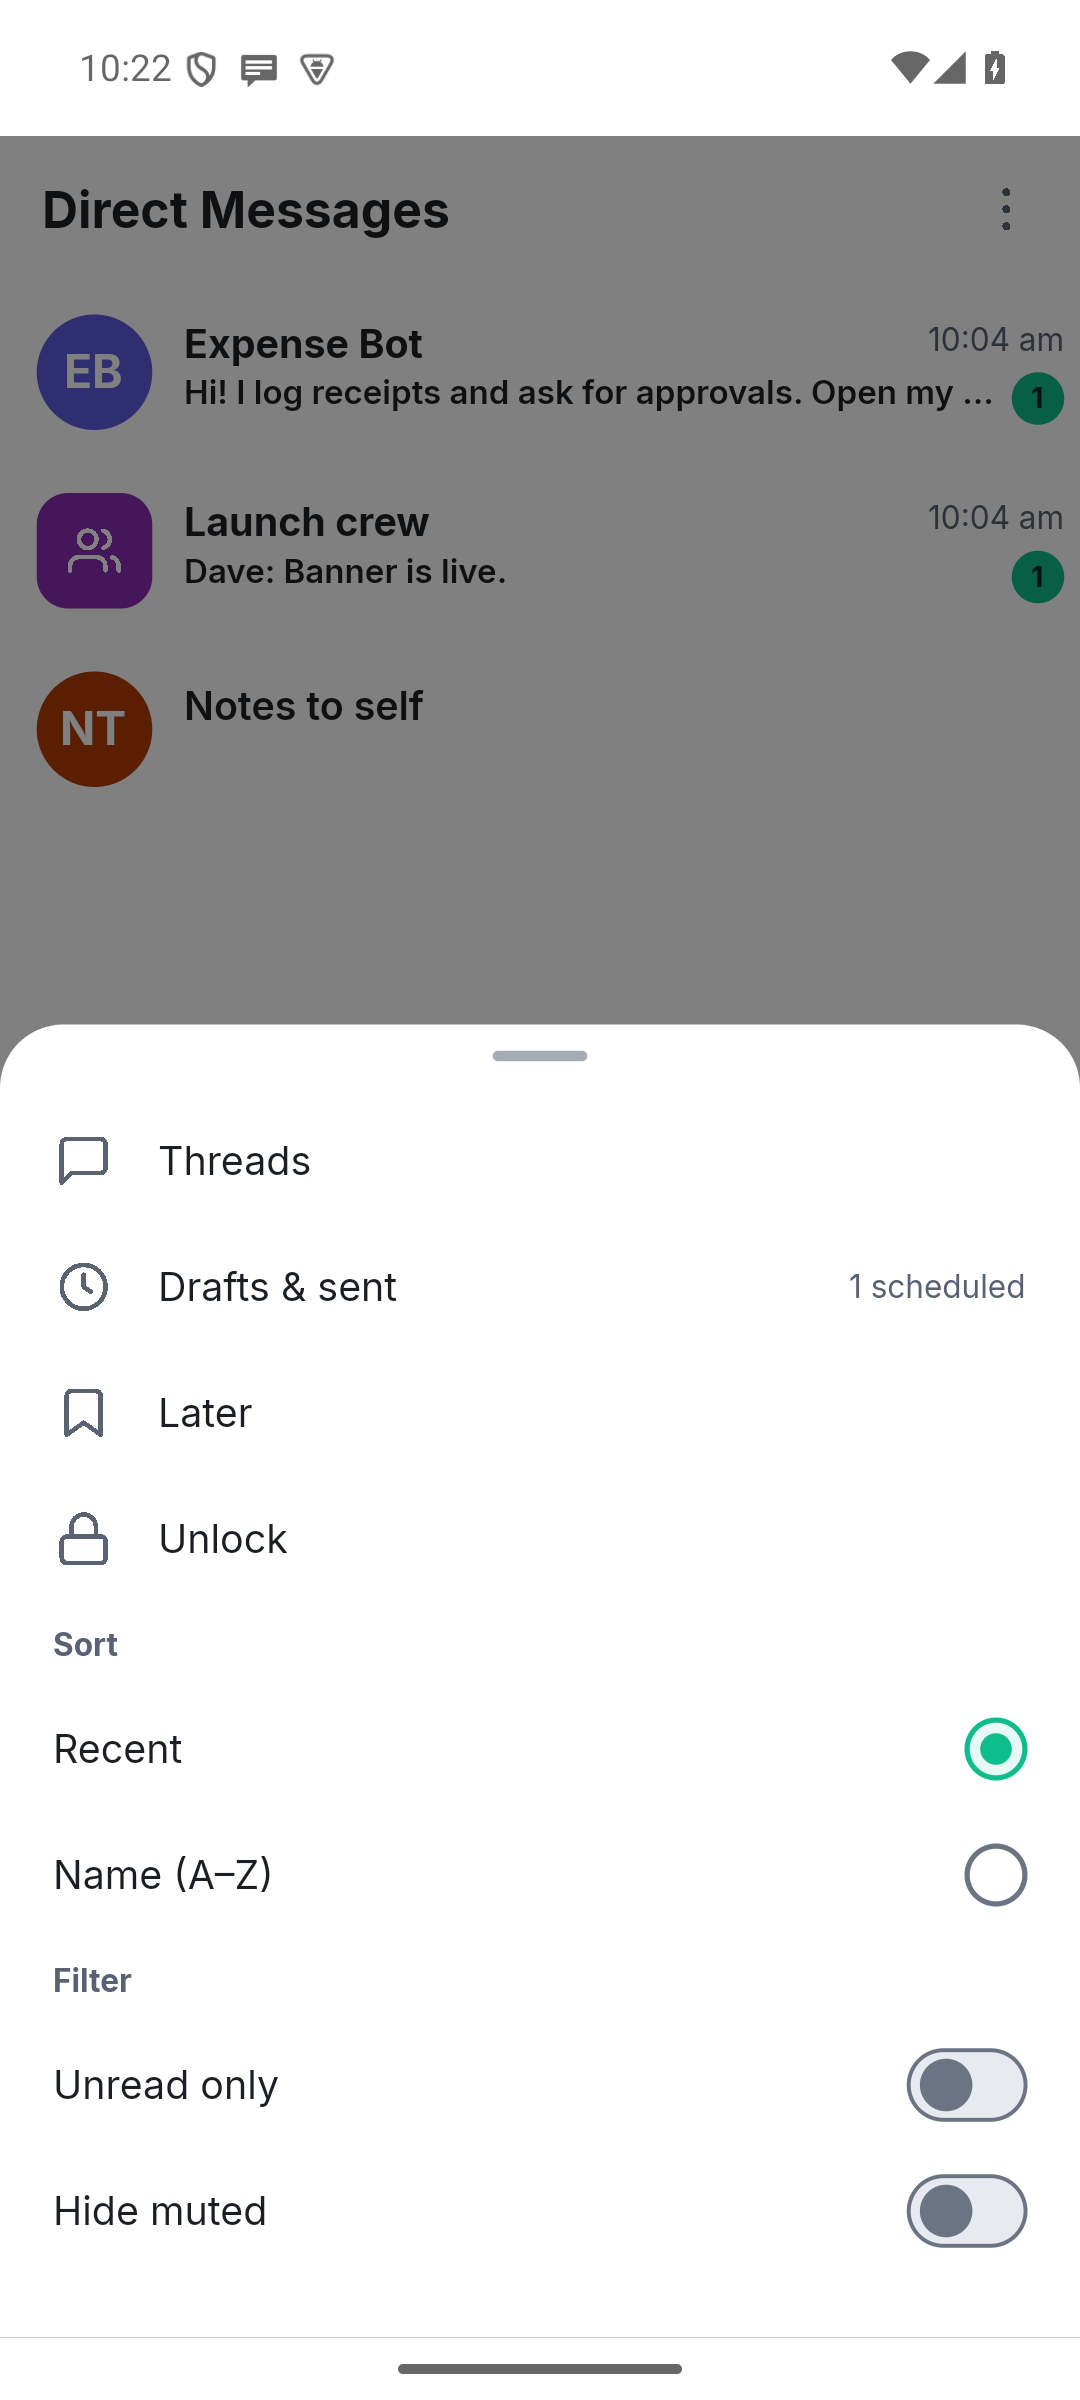 10:22
Direct Messages
EB
Expense Bot
10:04 am
Hi! I log receipts and ask for approvals. Open my ...
1
Launch crew
10:04 am
Dave: Banner is live.
1
NT
Notes to self
Threads
Drafts & sent
1 scheduled
Later
Unlock
Sort
Recent
Name (A–Z)
Filter
Unread only
Hide muted